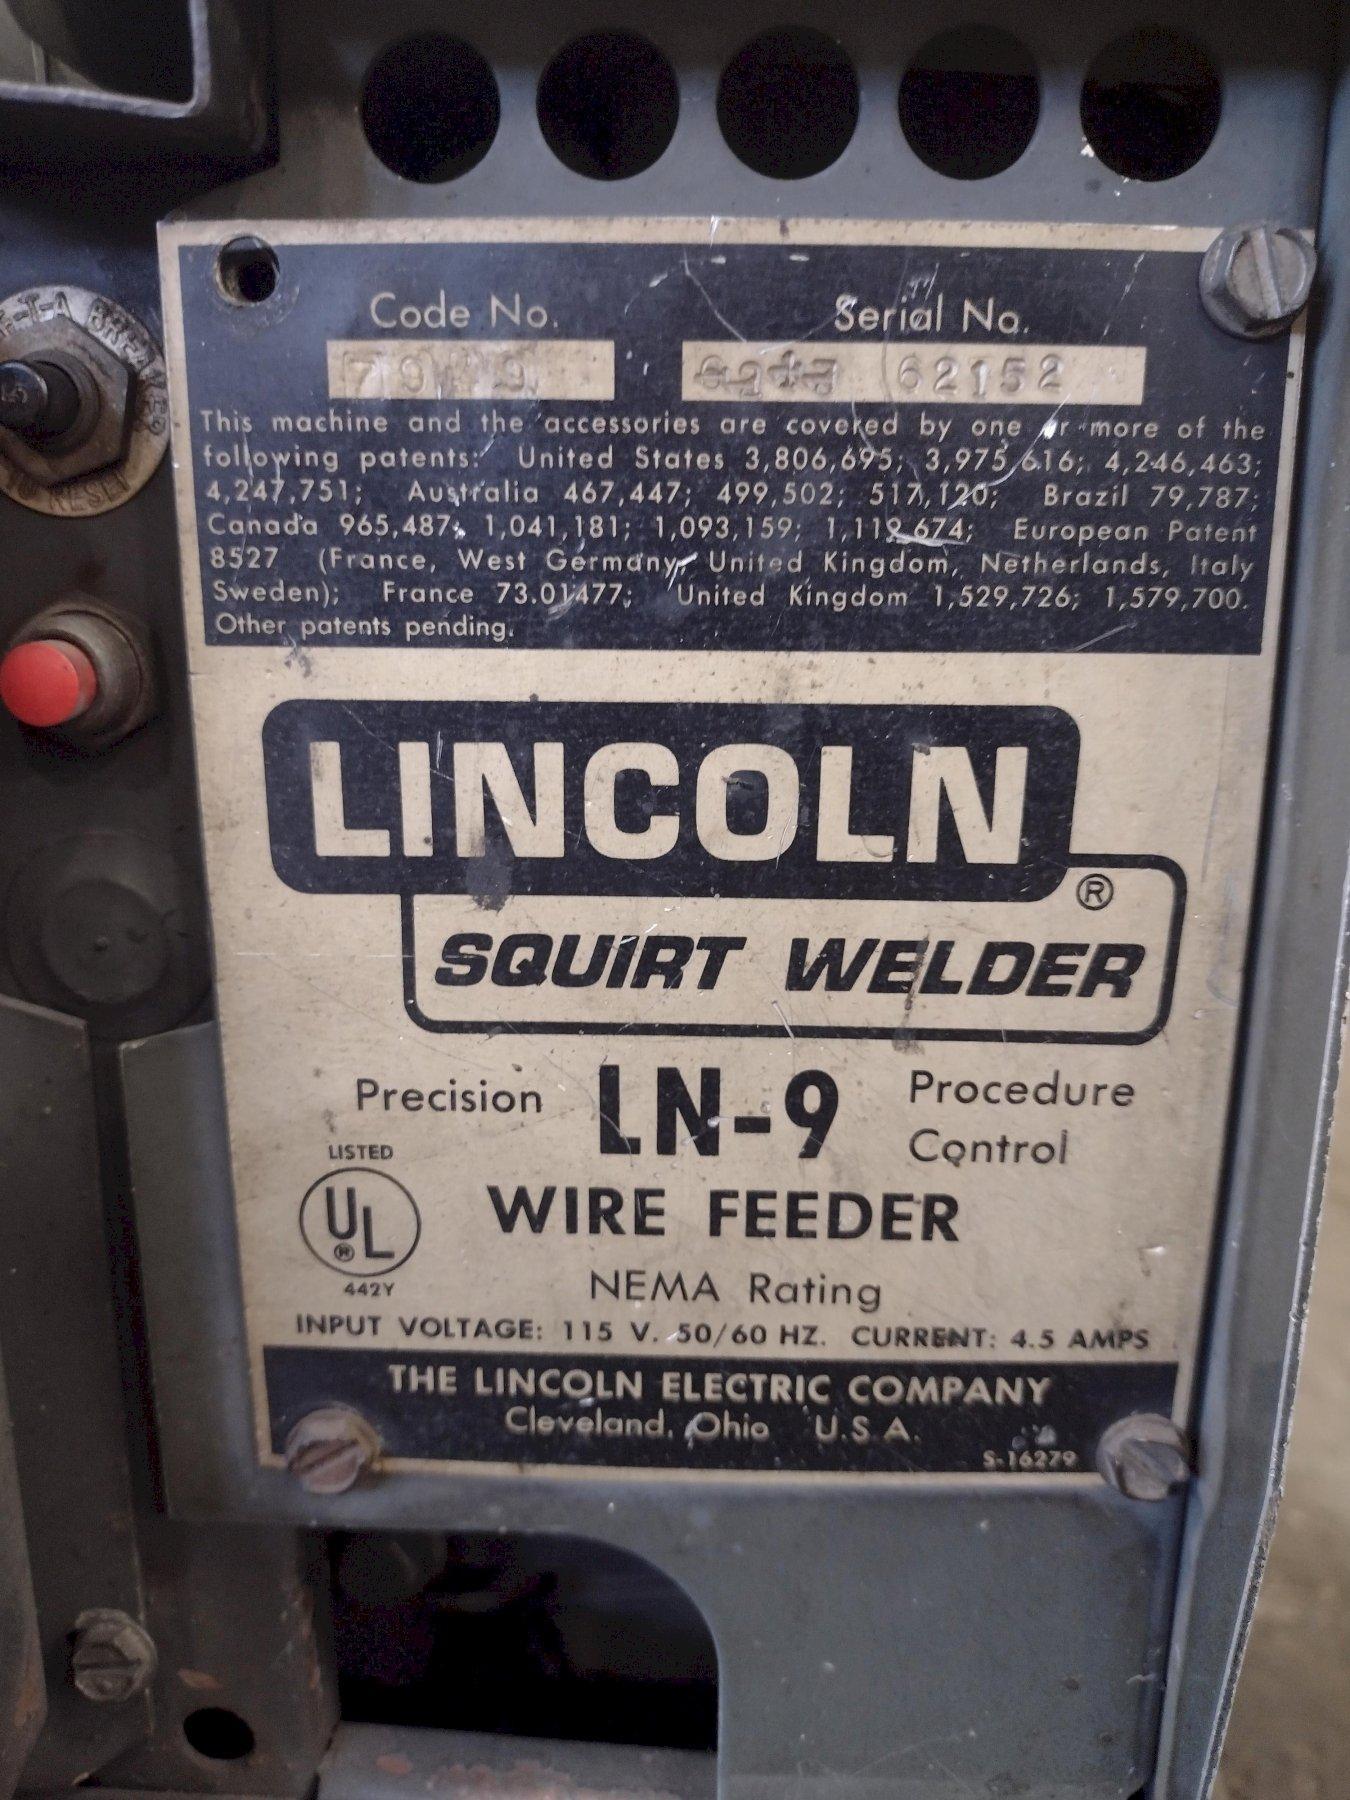 Code No. Serial No.
62152
This machine and the accessories are covered by one or more of the
following patents: United States 3,806,695; 3,975,616; 4,246,463;
4,247,751; Australia 467,447; 499,502; 517,120; Brazil 79,787;
Canada 965,487; 1,041,181; 1,093,159; 1,119,674; European Patent
8527 (France, West Germany, United Kingdom, Netherlands, Italy
Sweden); France 73.01477; United Kingdom 1,529,726; 1,579,700.
Other patents pending.
LINCOLN
®
SQUIRT WELDER
Precision LN-9 Procedure
Control
LISTED
UL
®
442Y
WIRE FEEDER
NEMA Rating
INPUT VOLTAGE: 115 V. 50/60 HZ. CURRENT: 4.5 AMPS
THE LINCOLN ELECTRIC COMPANY
Cleveland, Ohio U.S.A.
S-16279
E-T-A BREAKER
RESET